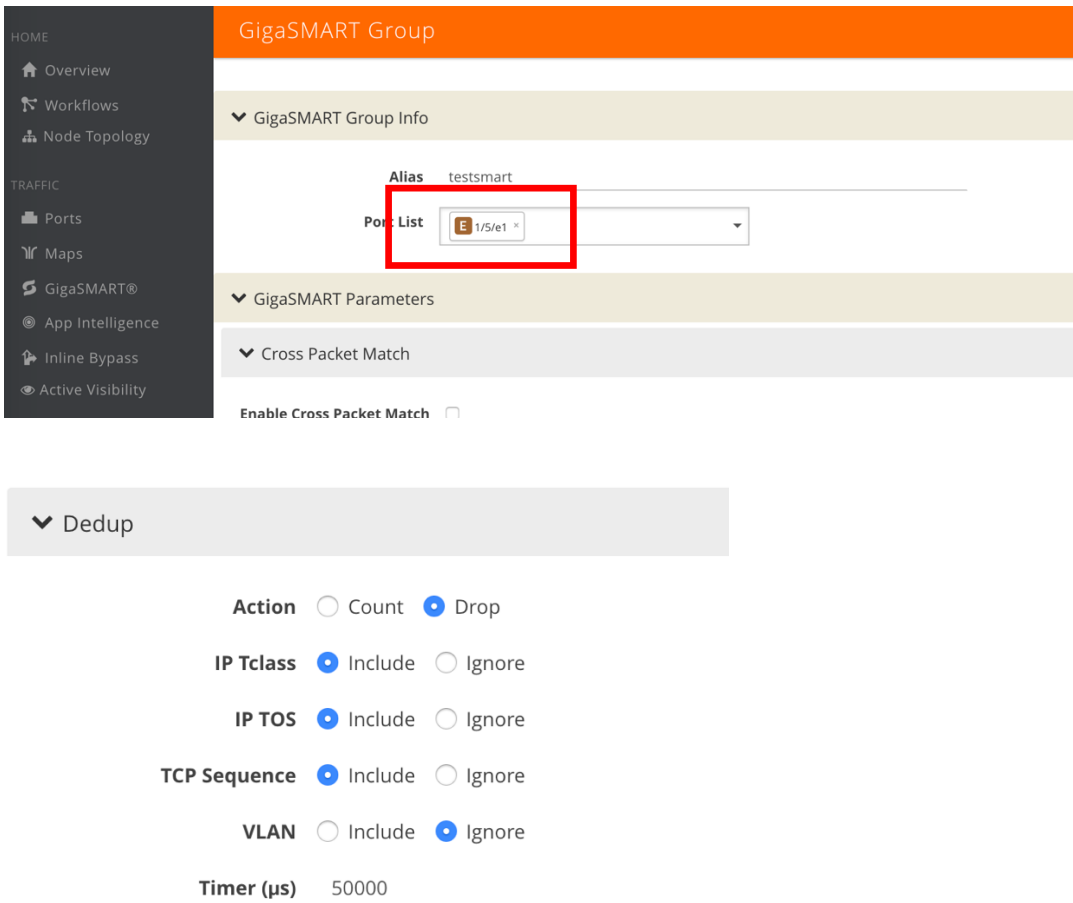 GigaSMART Group
HOME
Overview
Workflows
Node Topology
TRAFFIC
Ports
Maps
GigaSMART®
App Intelligence
Inline Bypass
Active Visibility
GigaSMART Group Info
Alias testsmart
Port List E 1/5/e1 ×
GigaSMART Parameters
Cross Packet Match
Enable Cross Packet Match
Dedup
Action Count Drop
IP Tclass Include Ignore
IP TOS Include Ignore
TCP Sequence Include Ignore
VLAN Include Ignore
Timer (µs) 50000